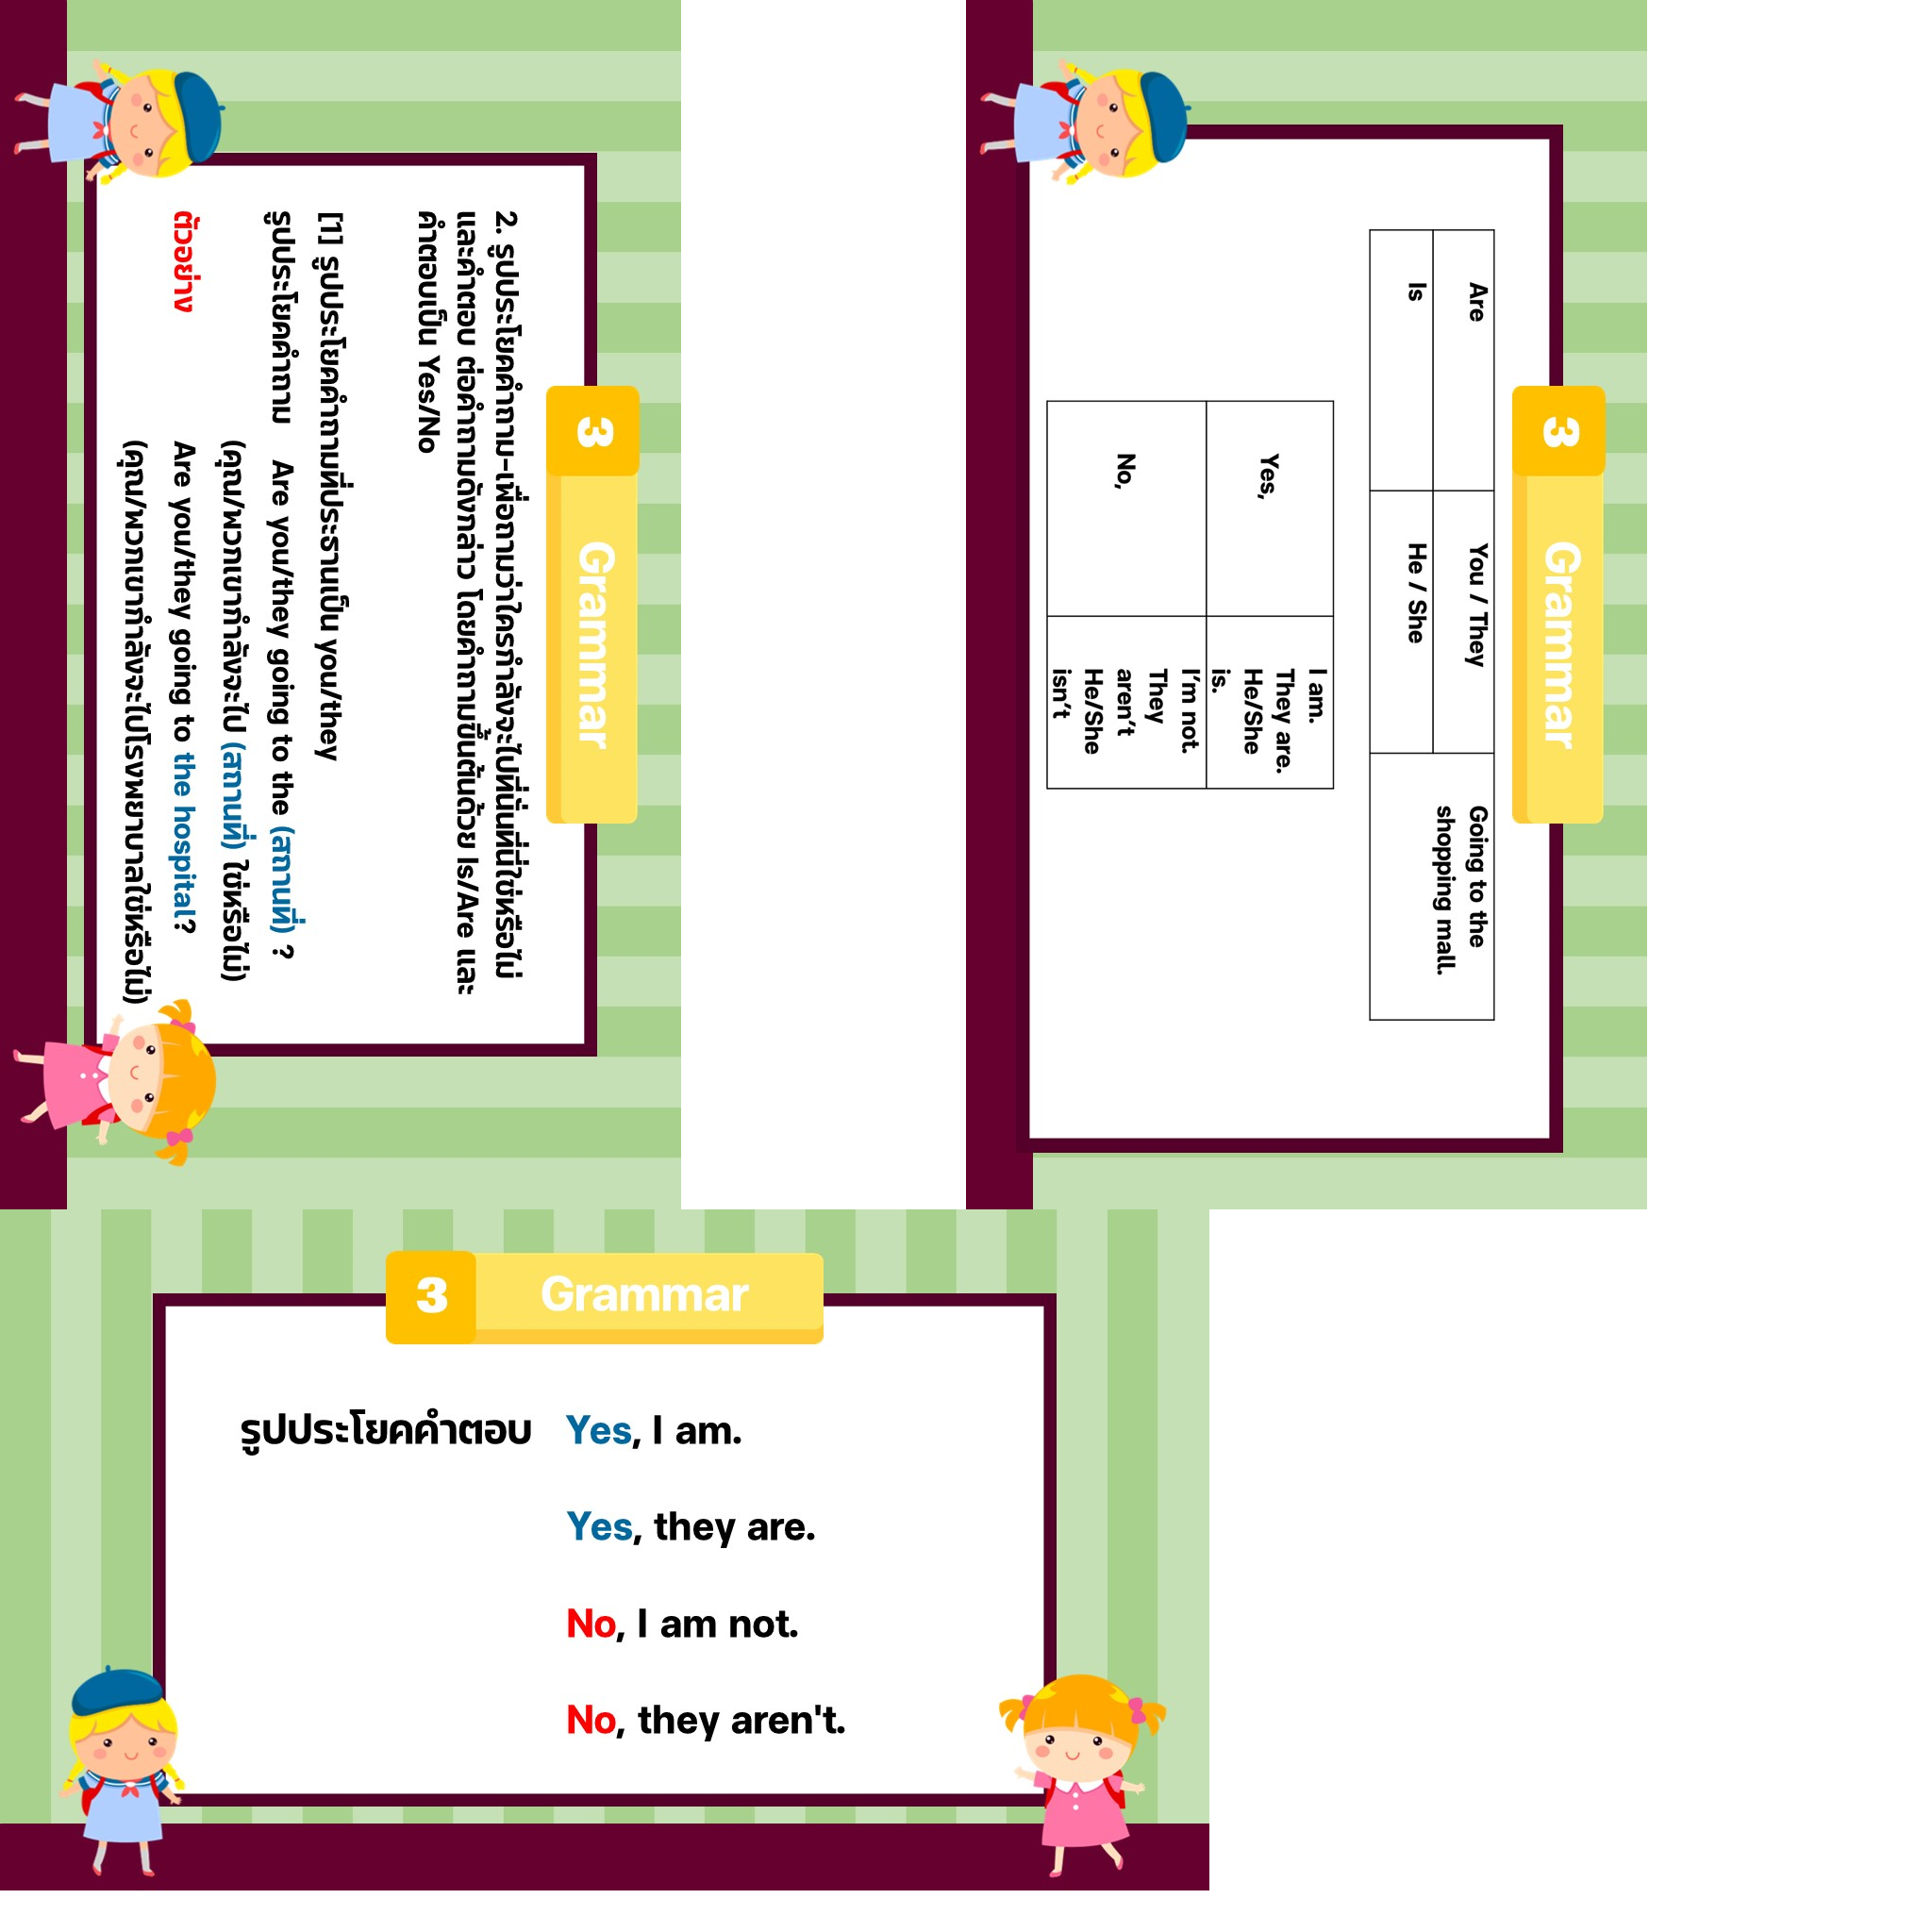 3 Grammar
2. รูปประโยคคำถาม-เพื่อถามว่าใครกำลังจะไปที่นั่นที่นี่ใช่หรือไม่
และคำตอบ ต่อคำถามดังกล่าว โดยคำถามขึ้นต้นด้วย Is/Are และ
คำตอบเป็น Yes/No
[1] รูปประโยคคำถามที่ประธานเป็น you/they
รูปประโยคคำถาม Are you/they going to the (สถานที่) ?
(คุณ/พวกเขากำลังจะไป (สถานที่) ใช่หรือไม่)
ตัวอย่าง Are you/they going to the hospital?
(คุณ/พวกเขากำลังจะไปโรงพยาบาลใช่หรือไม่)
3 Grammar
Are You / They Going to the
shopping mall.
Is He / She
Yes, I am.
They are.
He/She
is.
No, I'm not.
They
aren't
He/She
isn't
3 Grammar
รูปประโยคคำตอบ Yes, I am.
Yes, they are.
No, I am not.
No, they aren't.